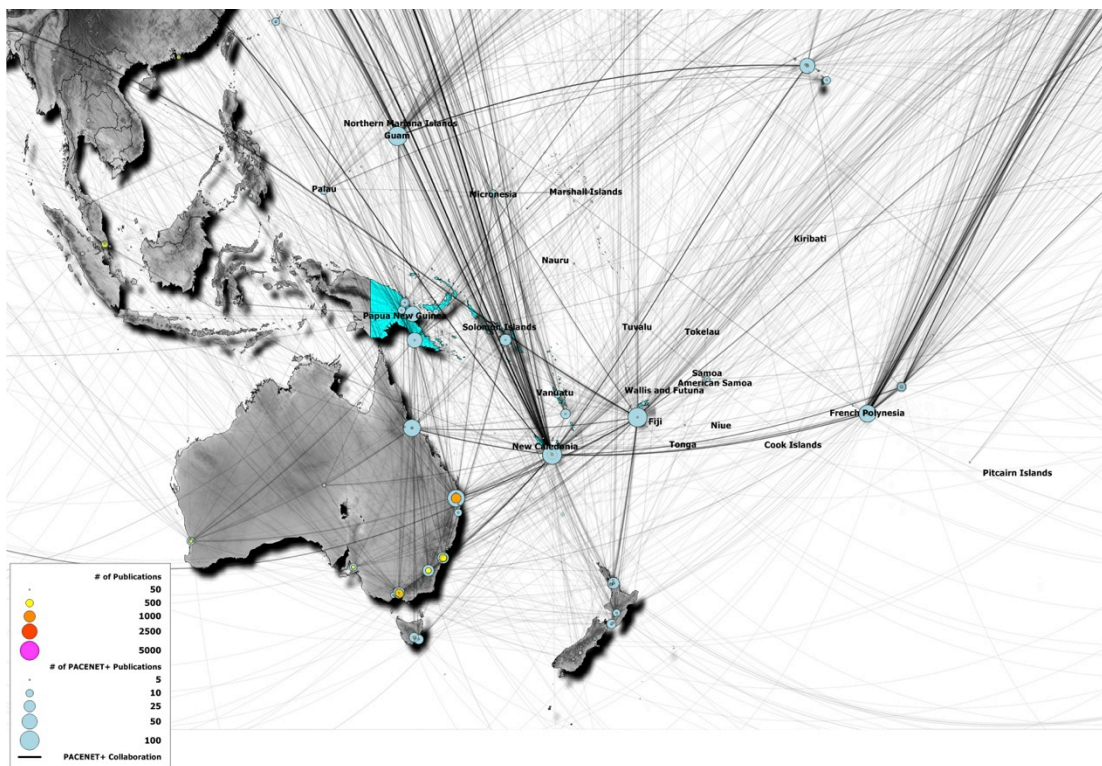 Northern Mariana Islands
Guam
Palau
Micronesia
Marshall Islands
Kiribati
Nauru
Papua New Guinea
Solomon Islands
Tuvalu
Tokelau
Samoa
American Samoa
Wallis and Futuna
Vanuatu
Fiji
Niue
French Polynesia
New Caledonia
Tonga
Cook Islands
Pitcairn Islands
# of Publications
50
500
1000
2500
5000
# of PACENET+ Publications
5
10
25
50
100
PACENET+ Collaboration